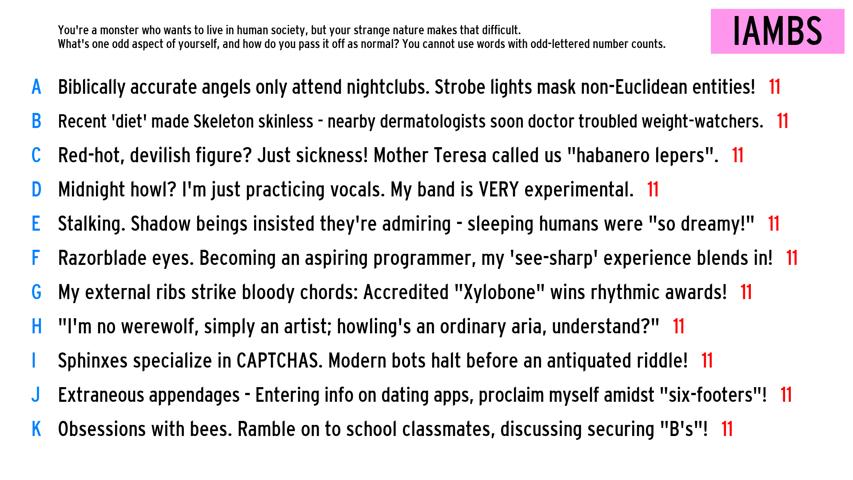 You're a monster who wants to live in human society, but your strange nature makes that difficult.
What's one odd aspect of yourself, and how do you pass it off as normal? You cannot use words with odd-lettered number counts.
IAMBS
A Biblically accurate angels only attend nightclubs. Strobe lights mask non-Euclidean entities! 11
B Recent 'diet' made Skeleton skinless - nearby dermatologists soon doctor troubled weight-watchers. 11
C Red-hot, devilish figure? Just sickness! Mother Teresa called us "habanero lepers". 11
D Midnight howl? I'm just practicing vocals. My band is VERY experimental. 11
E Stalking. Shadow beings insisted they're admiring - sleeping humans were "so dreamy!" 11
F Razorblade eyes. Becoming an aspiring programmer, my 'see-sharp' experience blends in! 11
G My external ribs strike bloody chords: Accredited "Xylobone" wins rhythmic awards! 11
H "I'm no werewolf, simply an artist; howling's an ordinary aria, understand?" 11
I Sphinxes specialize in CAPTCHAS. Modern bots halt before an antiquated riddle! 11
J Extraneous appendages - Entering info on dating apps, proclaim myself amidst "six-footers"! 11
K Obsessions with bees. Ramble on to school classmates, discussing securing "B's"! 11